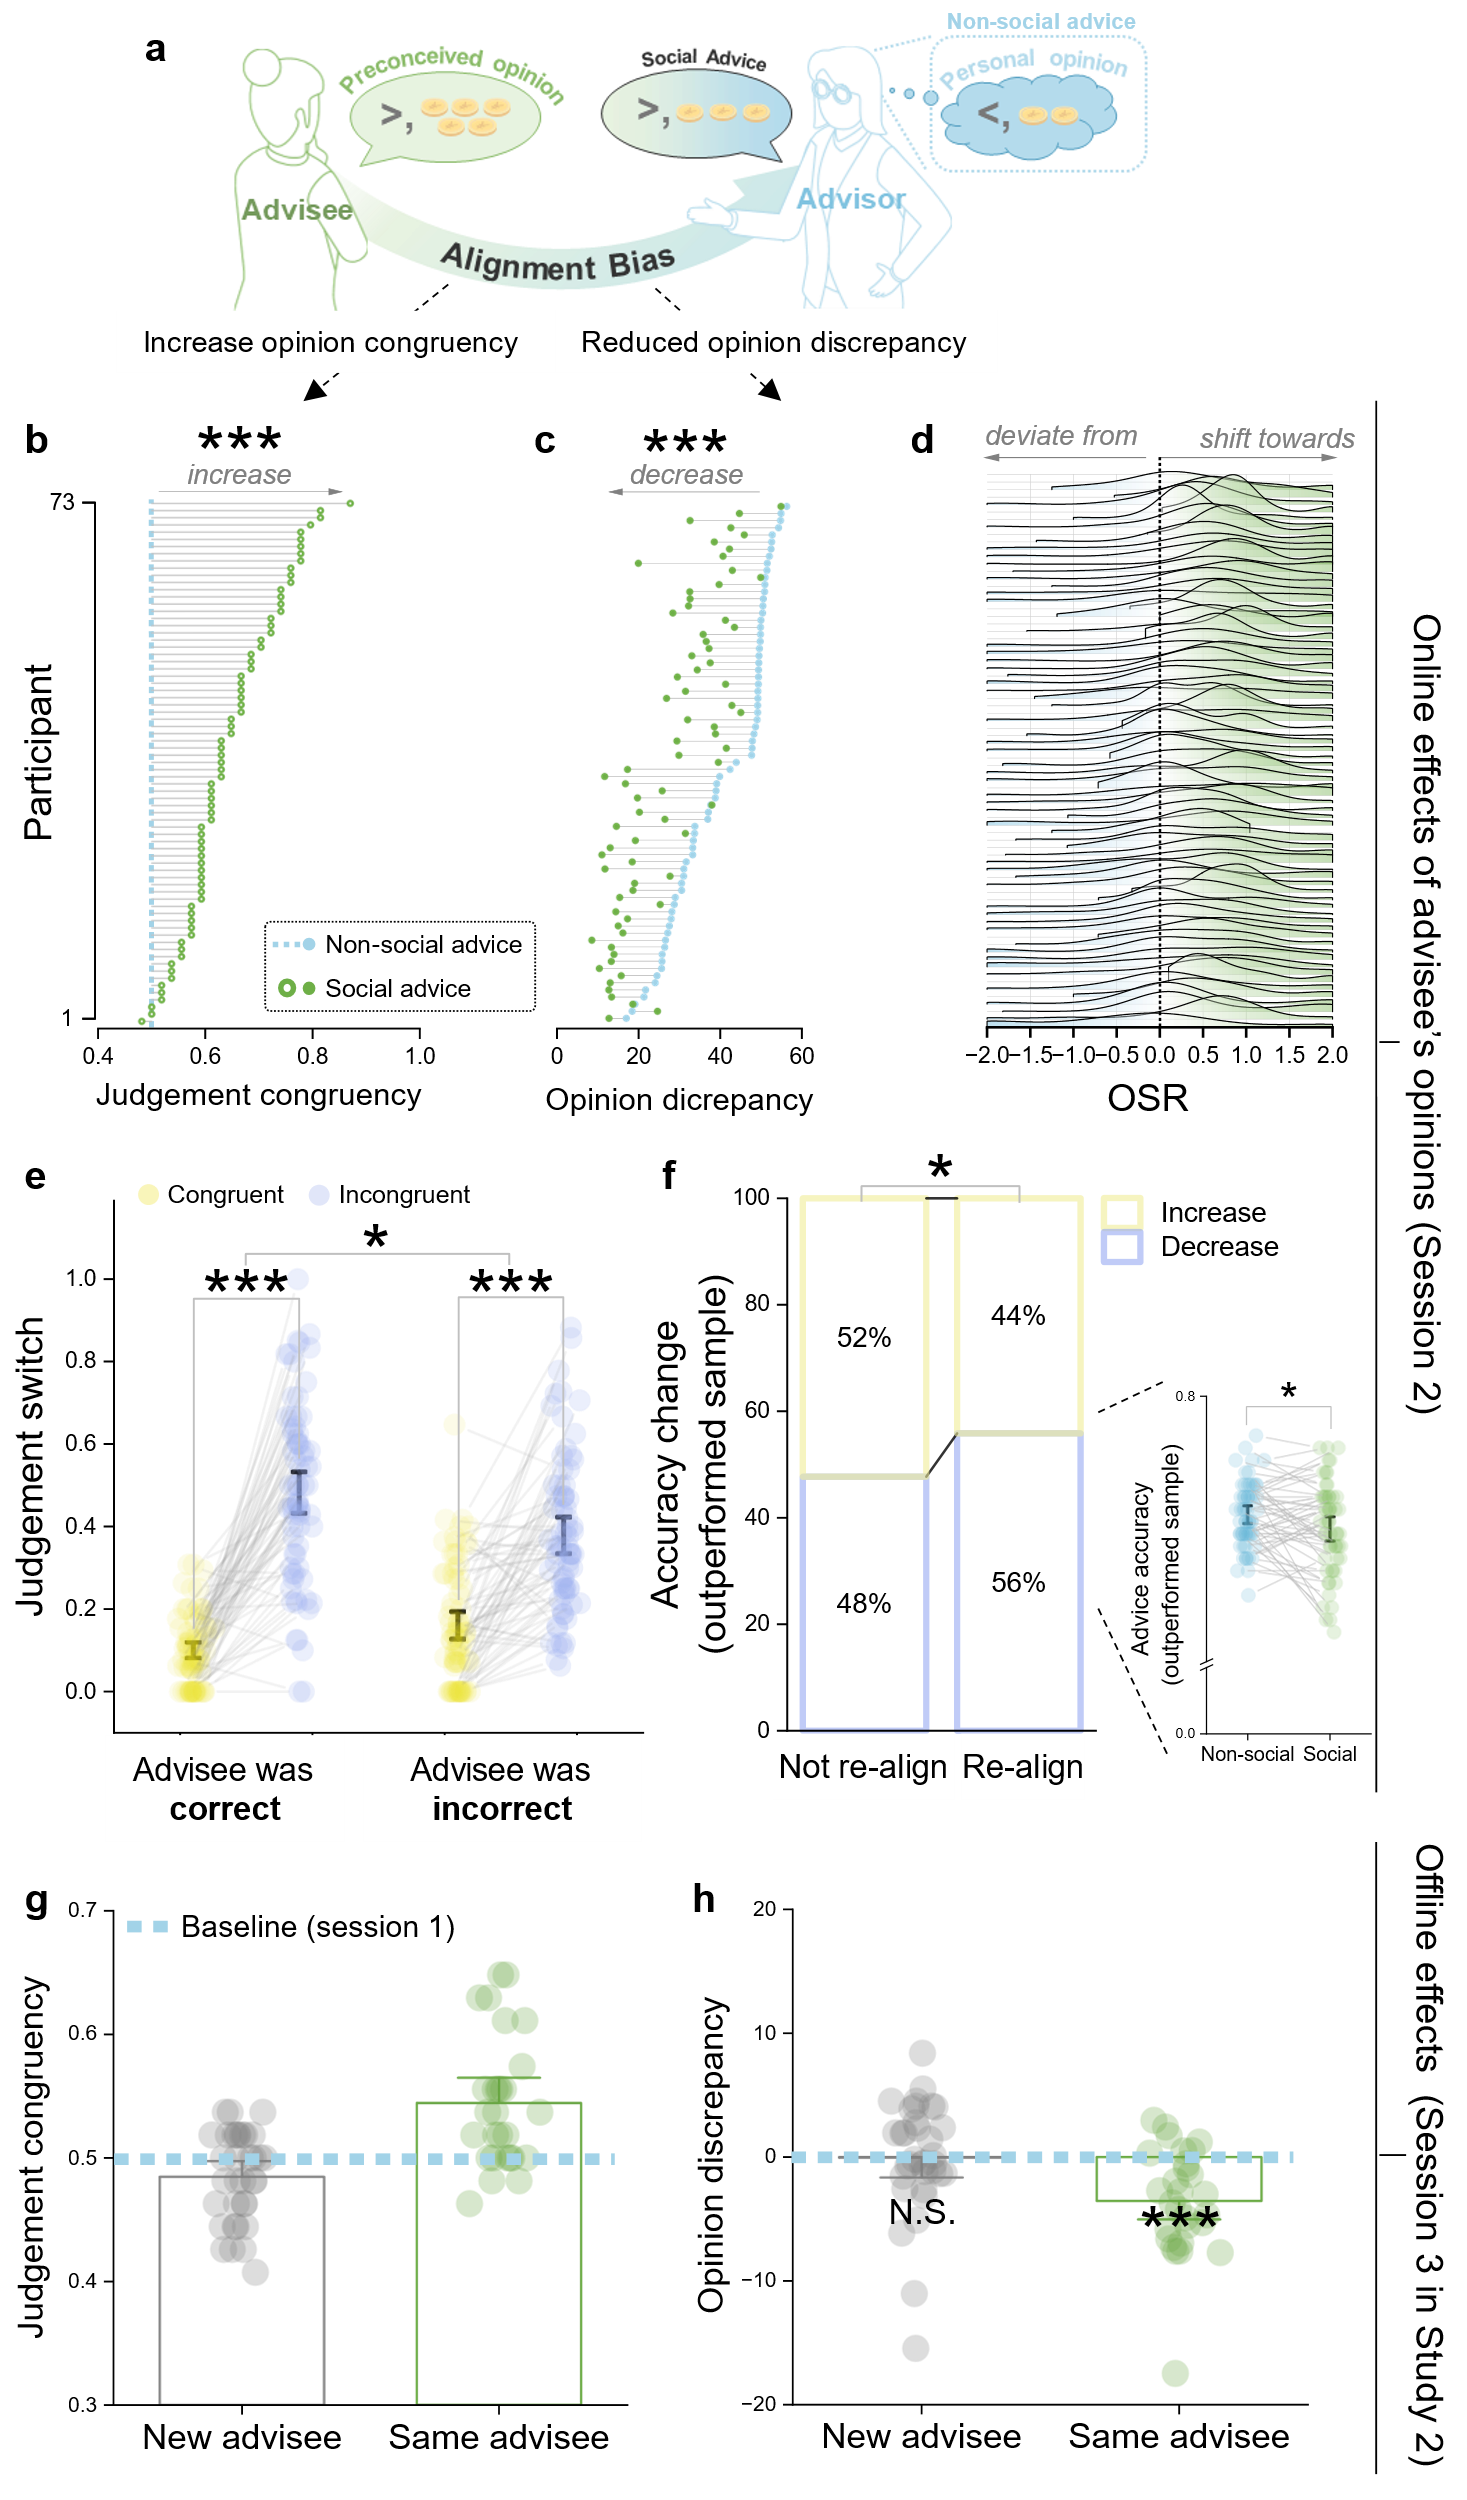 a
Non-social advice
Preconceived opinion
>,
Social Advice
>,
Personal opinion
<,
Advisee
Advisor
Alignment Bias
Increase opinion congruency
Reduced opinion discrepancy
b
***
increase
73
1
Participant
0.4
0.6
0.8
1.0
Judgement congruency
Non-social advice
Social advice
c
***
decrease
0
20
40
60
Opinion dicrepancy
d
deviate from
shift towards
−2.0
−1.5
−1.0
−0.5
0.0
0.5
1.0
1.5
2.0
OSR
Online effects of advisee's opinions (Session 2)
e
Congruent
Incongruent
*
***
***
1.0
0.8
0.6
0.4
0.2
0.0
Judgement switch
Advisee was
correct
Advisee was
incorrect
f
*
Increase
Decrease
100
80
60
40
20
0
Accuracy change
(outperformed sample)
52%
44%
48%
56%
Not re-align
Re-align
*
0.8
0.0
Advice accuracy
(outperformed sample)
Non-social
Social
g
Baseline (session 1)
0.7
0.6
0.5
0.4
0.3
Judgement congruency
New advisee
Same advisee
h
20
10
0
−10
−20
Opinion discrepancy
N.S.
***
New advisee
Same advisee
Offline effects (Session 3 in Study 2)